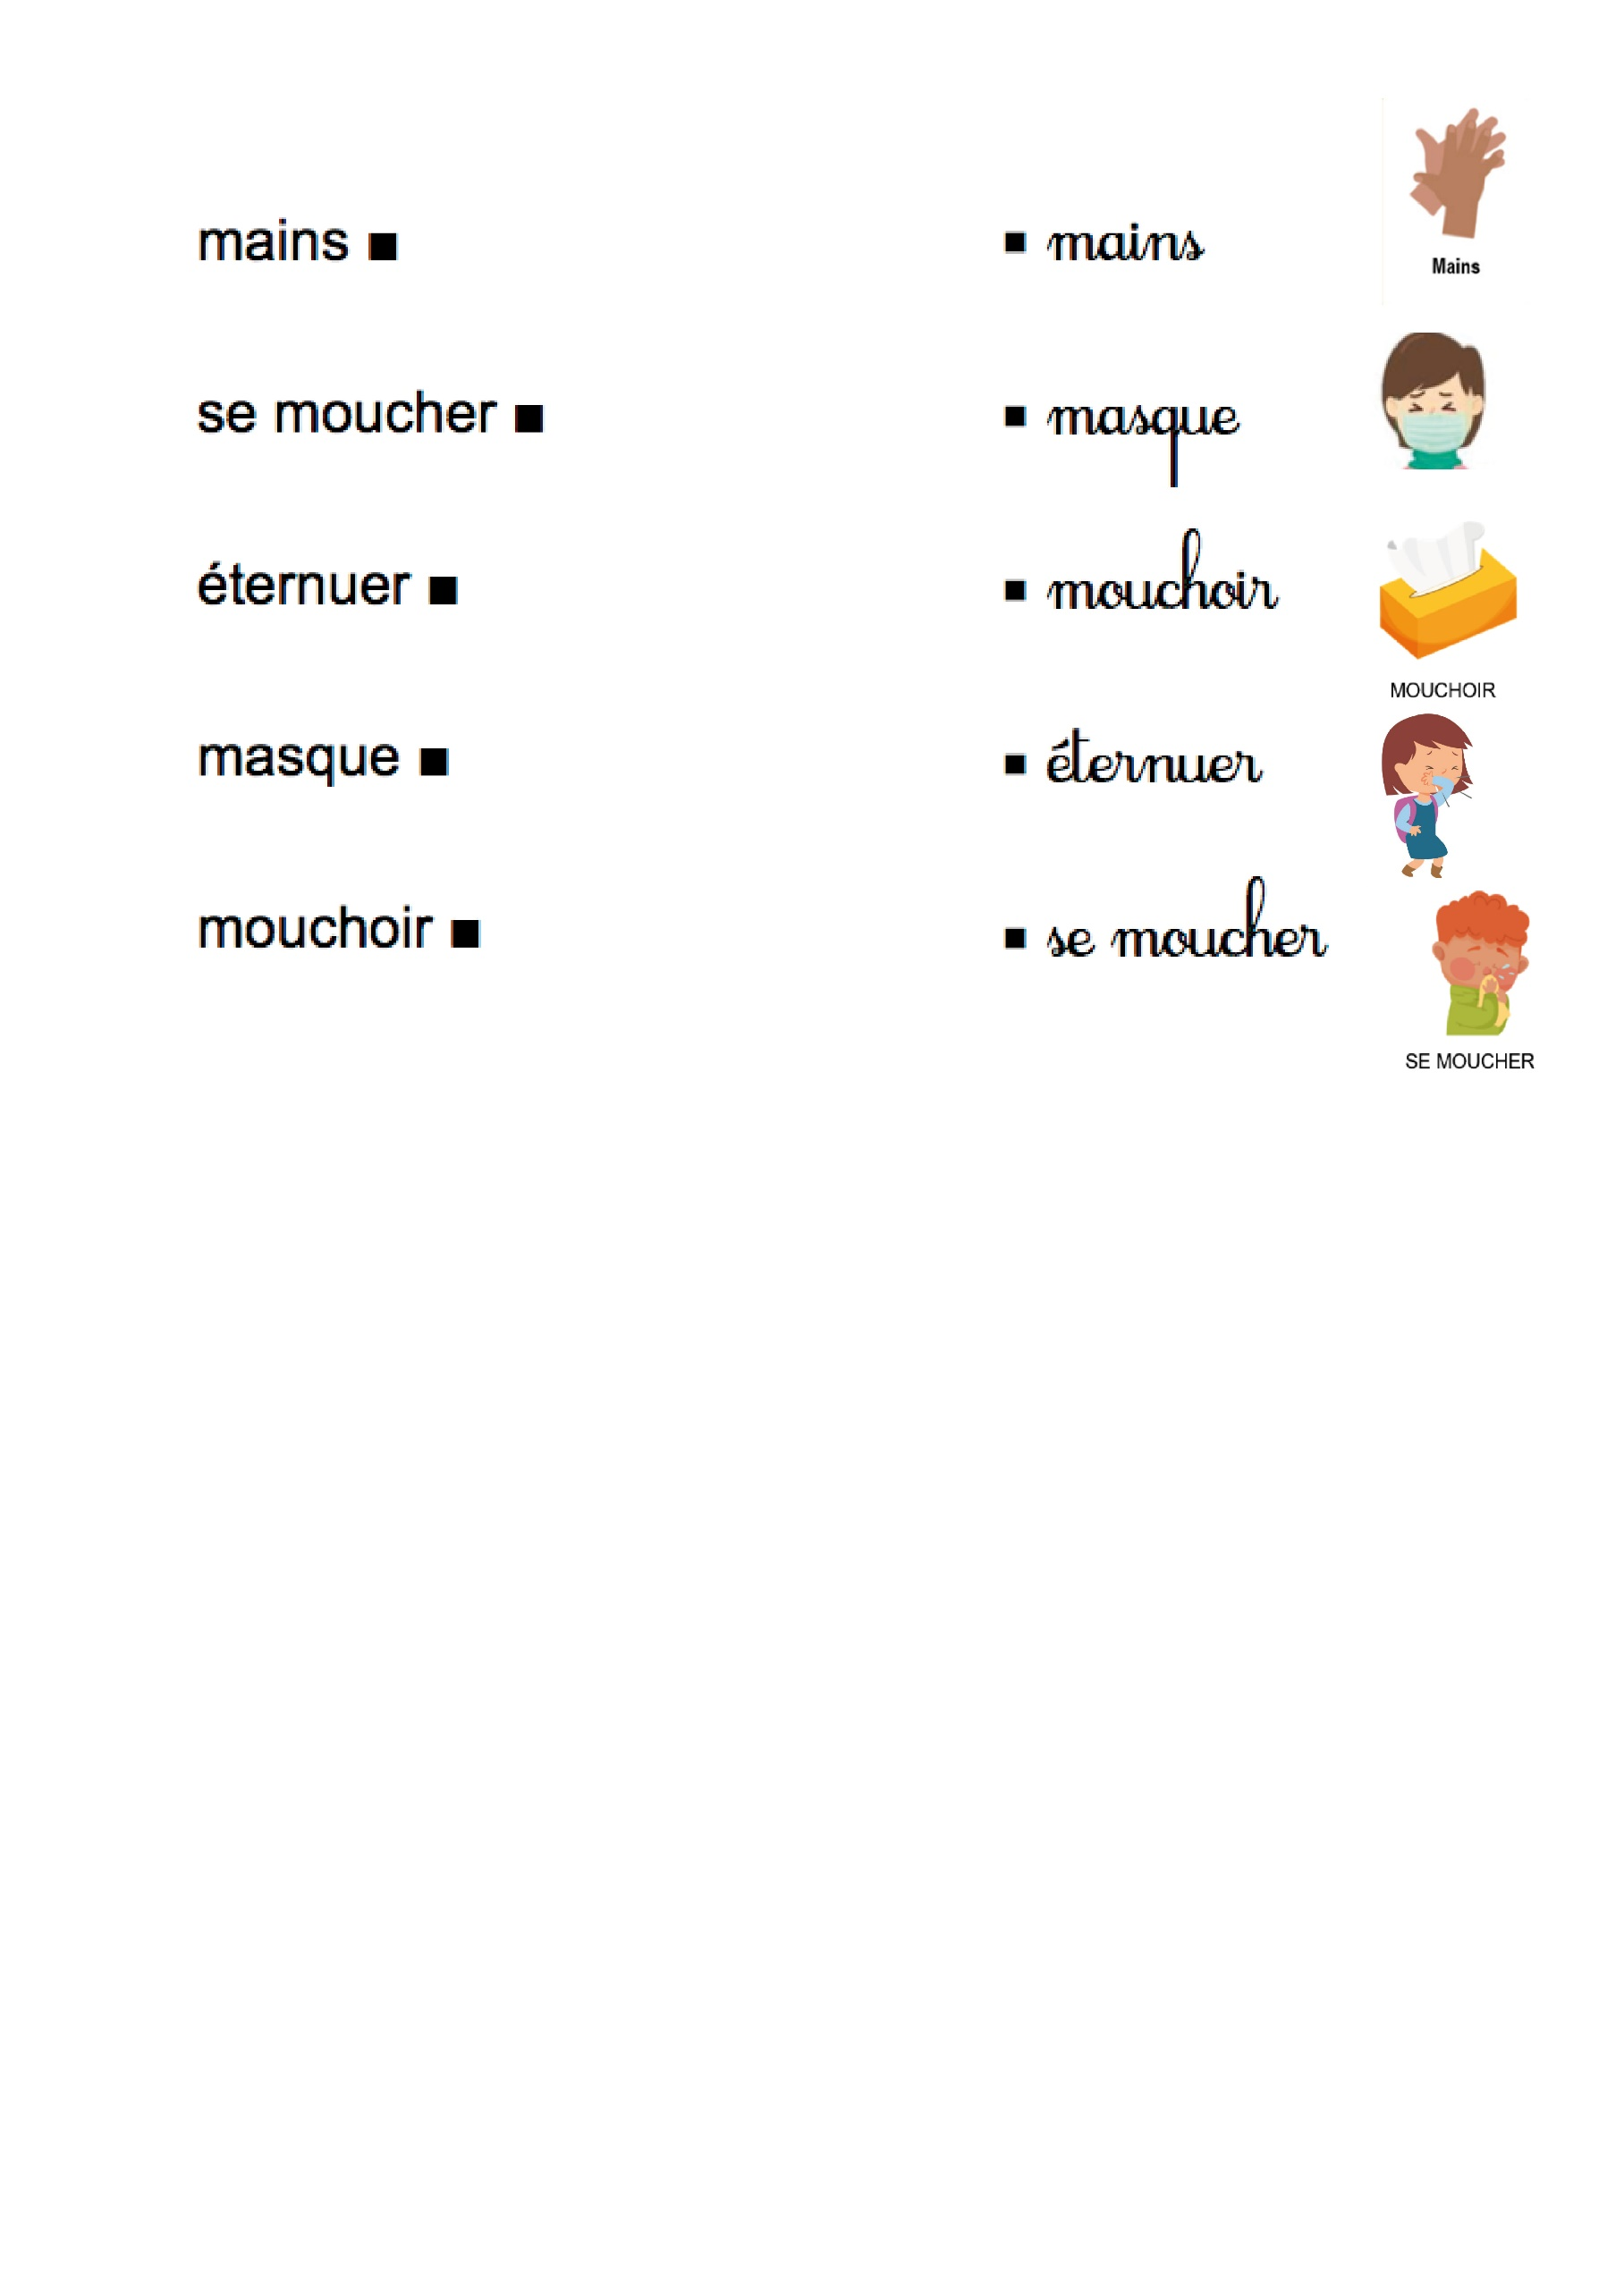 mains ■
■ mains
Mains
se moucher ■
■ masque
éternuer ■
■ mouchoir
MOUCHOIR
masque ■
■ éternuer
mouchoir ■
■ se moucher
SE MOUCHER